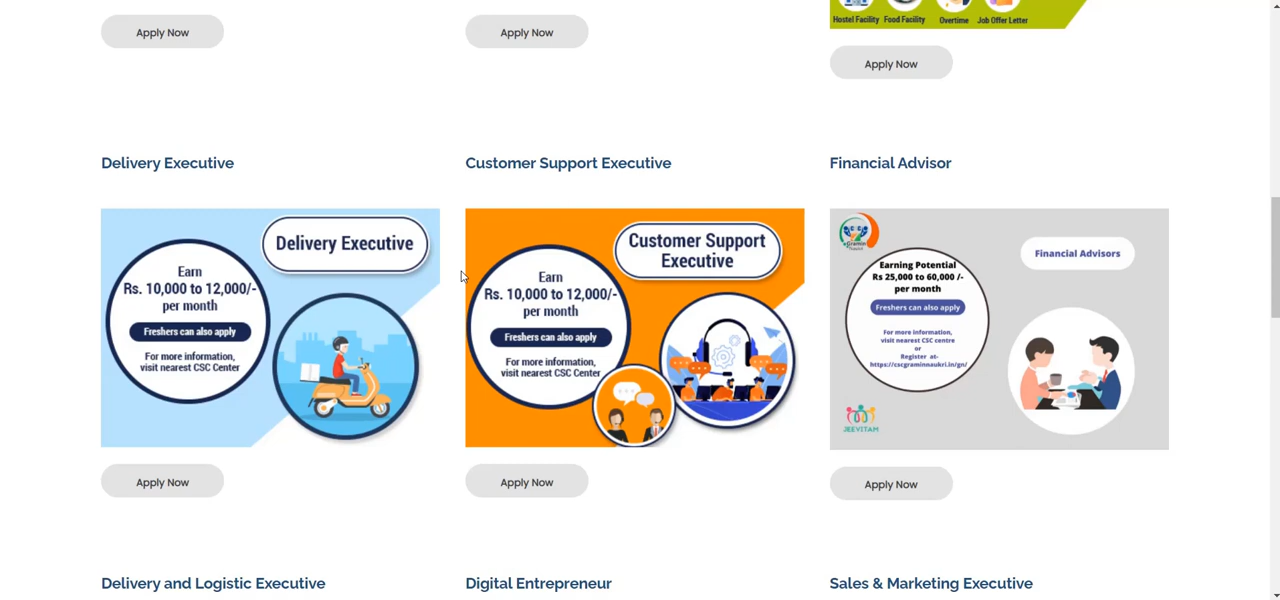 Apply Now
Apply Now
Hostel Facility Food Facility Overtime Job Offer Letter
Apply Now
Delivery Executive
Customer Support Executive
Financial Advisor
Delivery Executive
Earn
Rs. 10,000 to 12,000/-
per month
Freshers can also apply
For more information,
visit nearest CSC Center
Customer Support
Executive
Earn
Rs. 10,000 to 12,000/-
per month
Freshers can also apply
For more information,
visit nearest CSC Center
Financial Advisors
Earning Potential
Rs 25,000 to 60,000 /-
per month
Freshers can also apply
For more information,
visit nearest CSC centre
or
Register at-
https://cscgraminnaukri.in/gn/
JEEVITAM
Apply Now
Apply Now
Apply Now
Delivery and Logistic Executive
Digital Entrepreneur
Sales & Marketing Executive